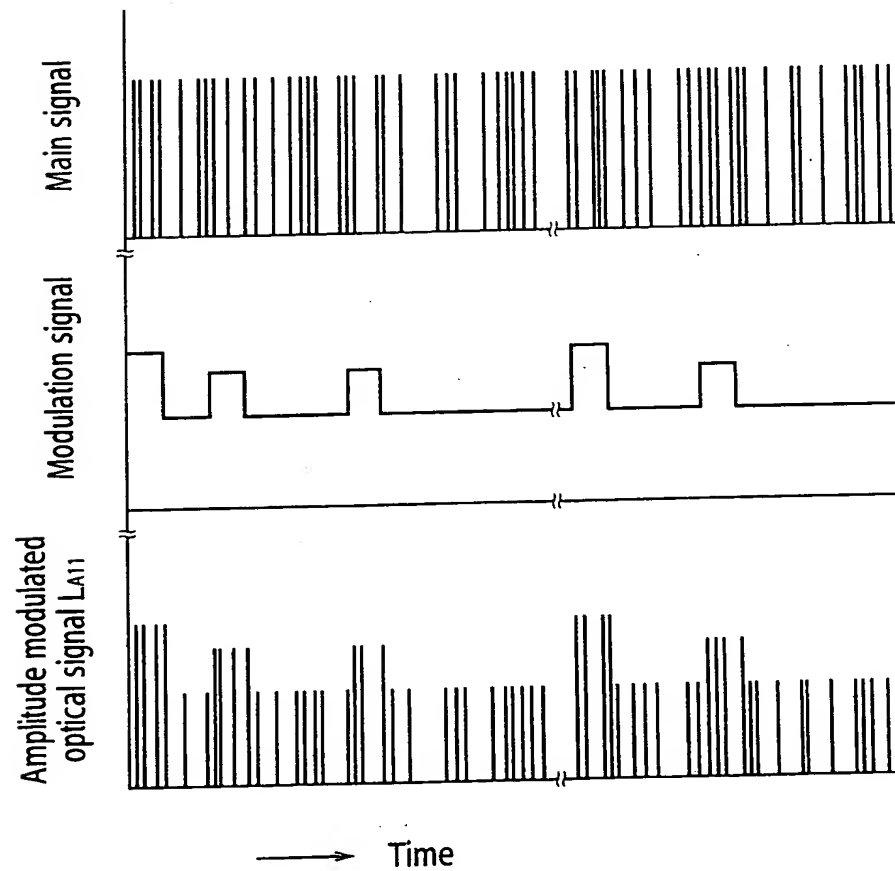 Main signal
Modulation signal
Amplitude modulated
optical signal LA11
Time